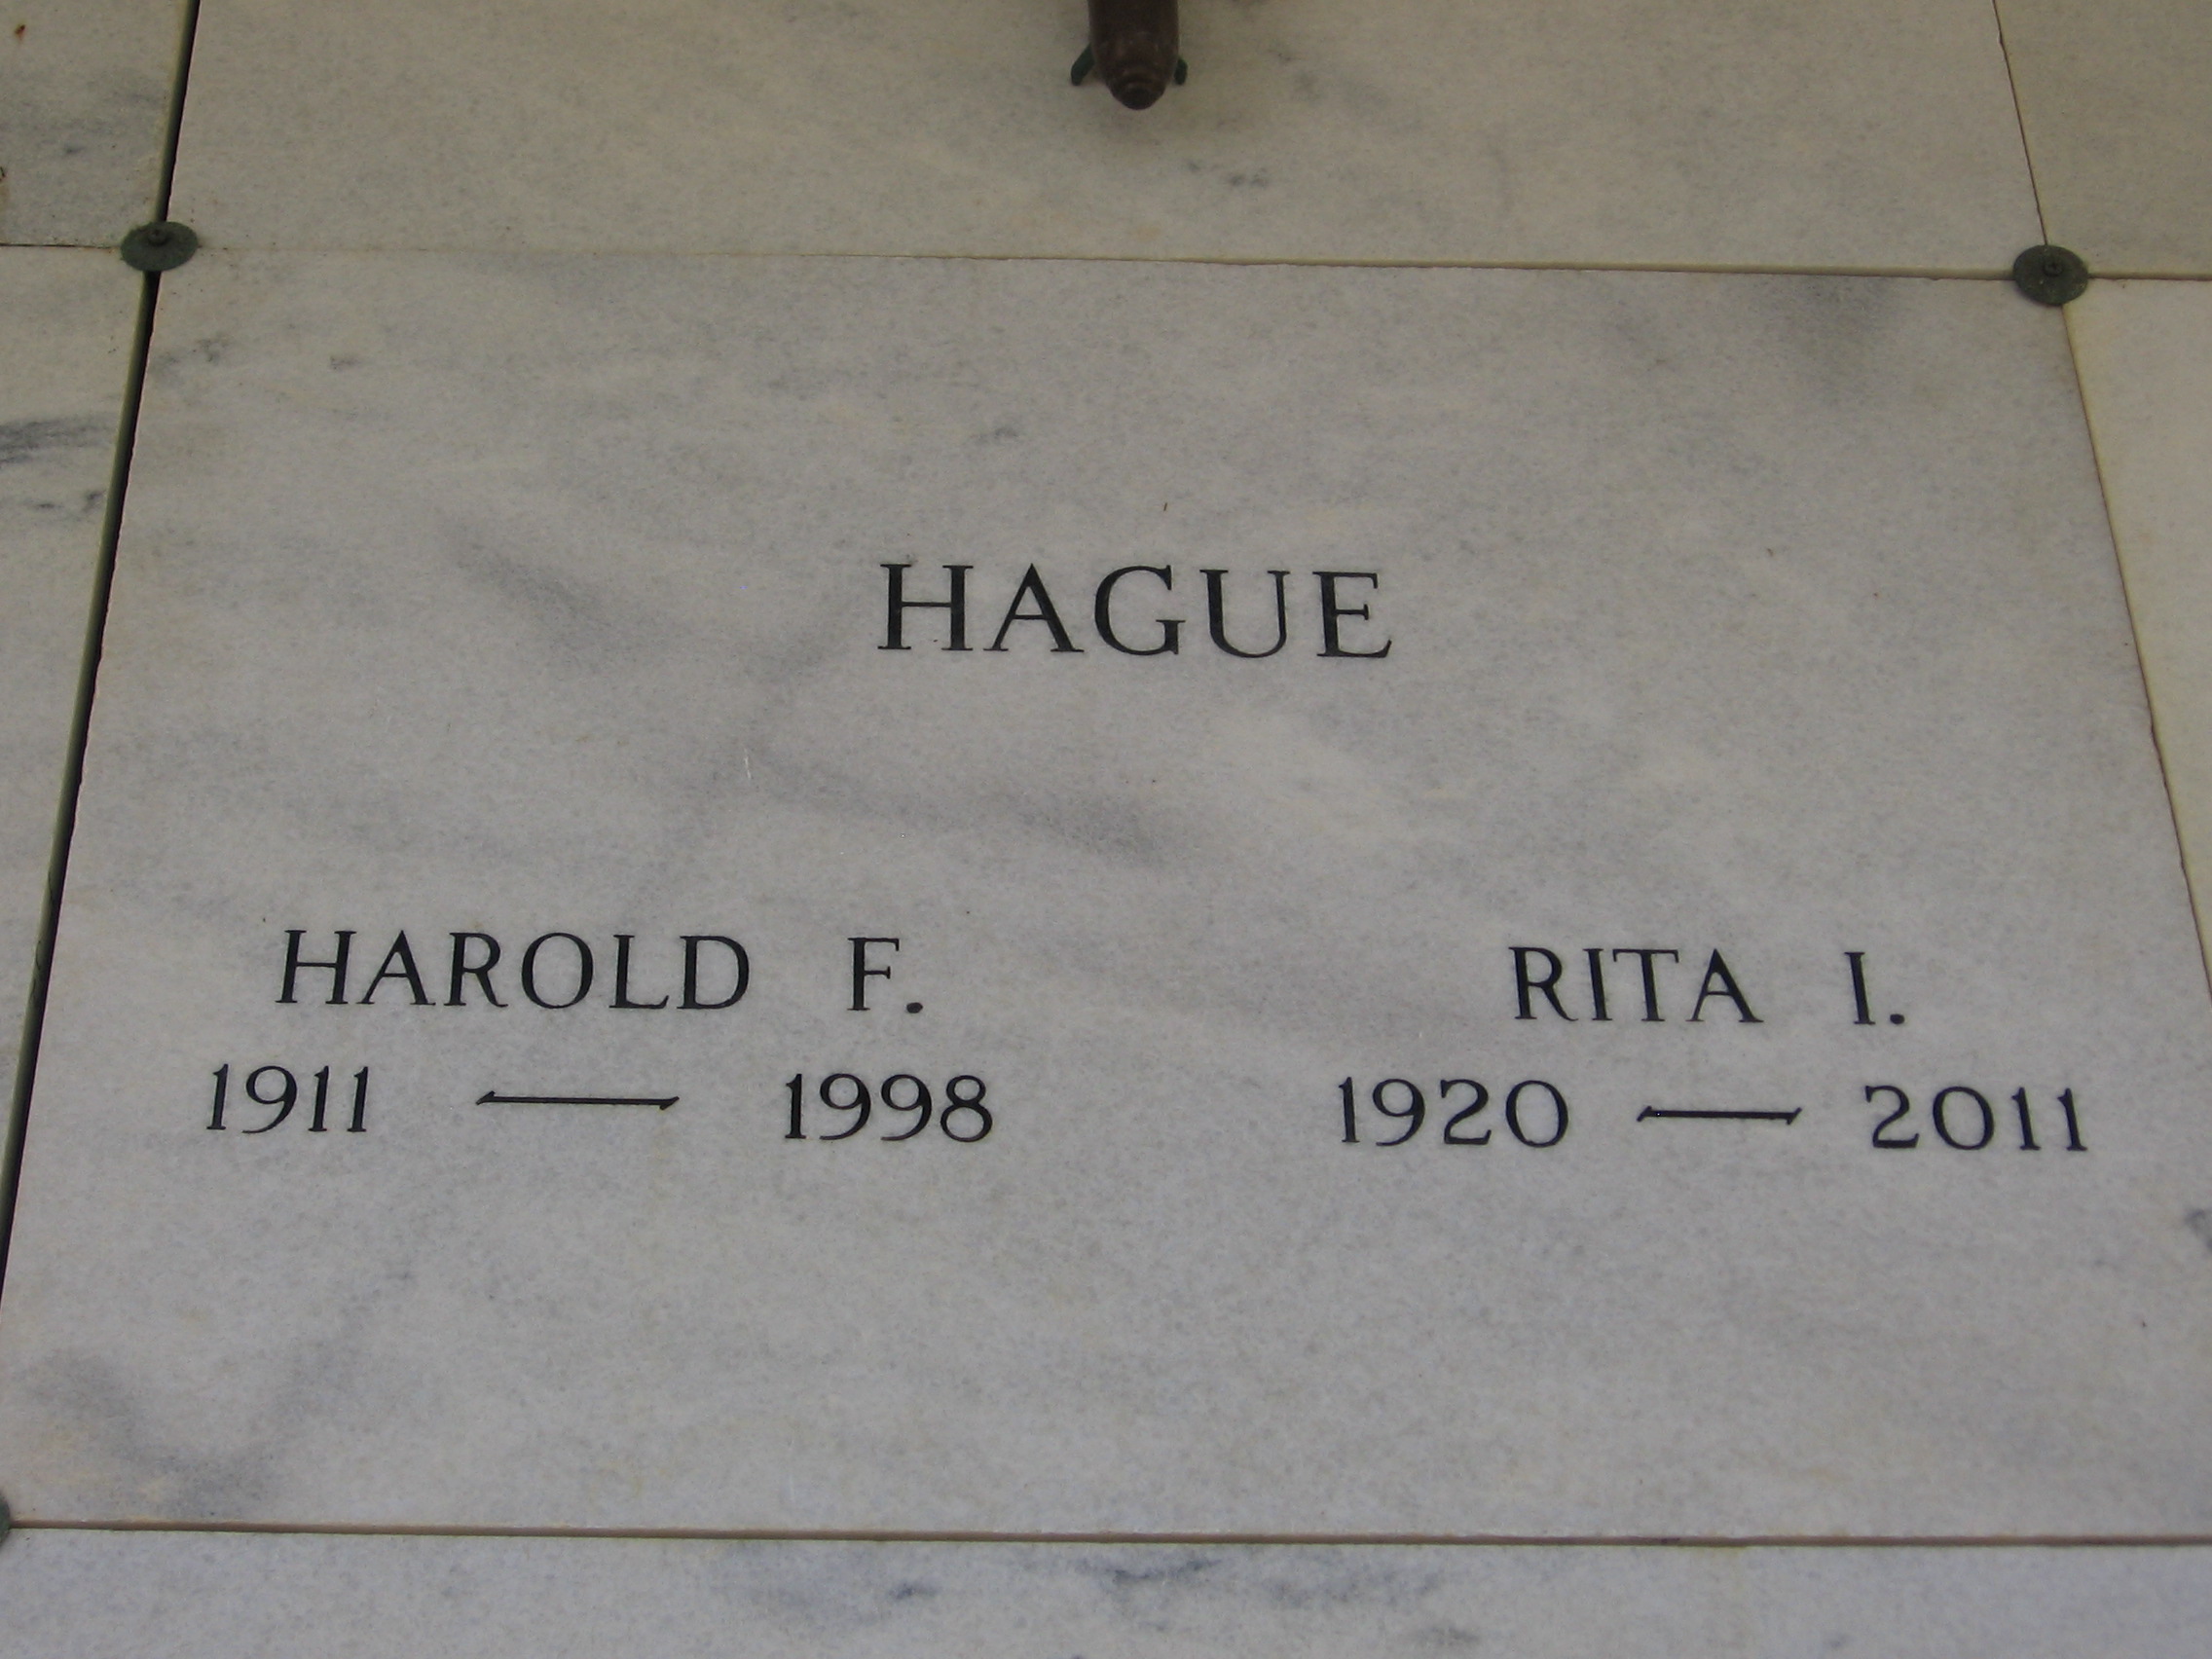 HAGUE
HAROLD F. RITA I.
1911 — 1998 1920 — 2011